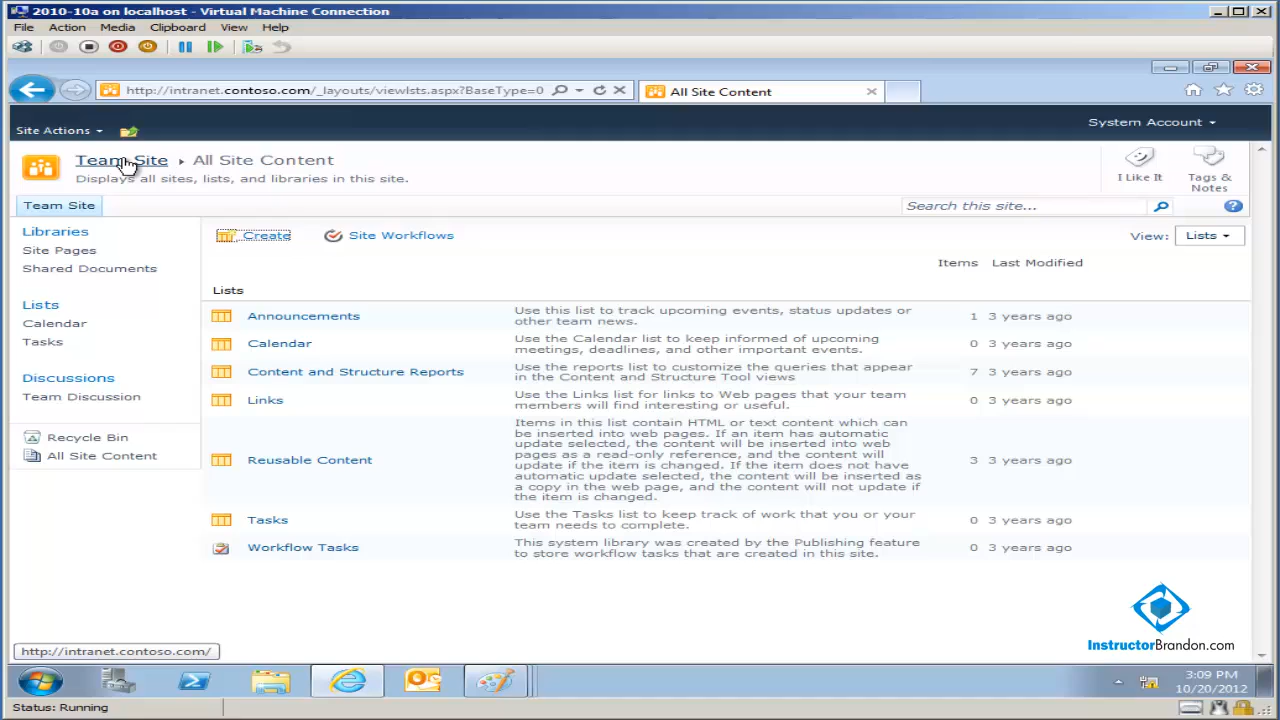 2010-10a on localhost - Virtual Machine Connection
File Action Media Clipboard View Help
http://intranet.contoso.com/_layouts/viewlsts.aspx?BaseType=0
All Site Content
Site Actions
System Account
Team Site ▸ All Site Content
Displays all sites, lists, and libraries in this site.
I Like It
Tags &
Notes
Team Site
Search this site...
Libraries
Site Pages
Shared Documents
Lists
Calendar
Tasks
Discussions
Team Discussion
Recycle Bin
All Site Content
Create Site Workflows
View: Lists
Items Last Modified
Lists
Announcements
Use this list to track upcoming events, status updates or
other team news.
1 3 years ago
Calendar
Use the Calendar list to keep informed of upcoming
meetings, deadlines, and other important events.
0 3 years ago
Content and Structure Reports
Use the reports list to customize the queries that appear
in the Content and Structure Tool views
7 3 years ago
Links
Use the Links list for links to Web pages that your team
members will find interesting or useful.
0 3 years ago
Reusable Content
Items in this list contain HTML or text content which can
be inserted into web pages. If an item has automatic
update selected, the content will be inserted into web
pages as a read-only reference, and the content will
update if the item is changed. If the item does not have
automatic update selected, the content will be inserted as
a copy in the web page, and the content will not update if
the item is changed.
3 3 years ago
Tasks
Use the Tasks list to keep track of work that you or your
team needs to complete.
0 3 years ago
Workflow Tasks
This system library was created by the Publishing feature
to store workflow tasks that are created in this site.
0 3 years ago
InstructorBrandon.com
http://intranet.contoso.com/
3:09 PM
10/20/2012
Status: Running